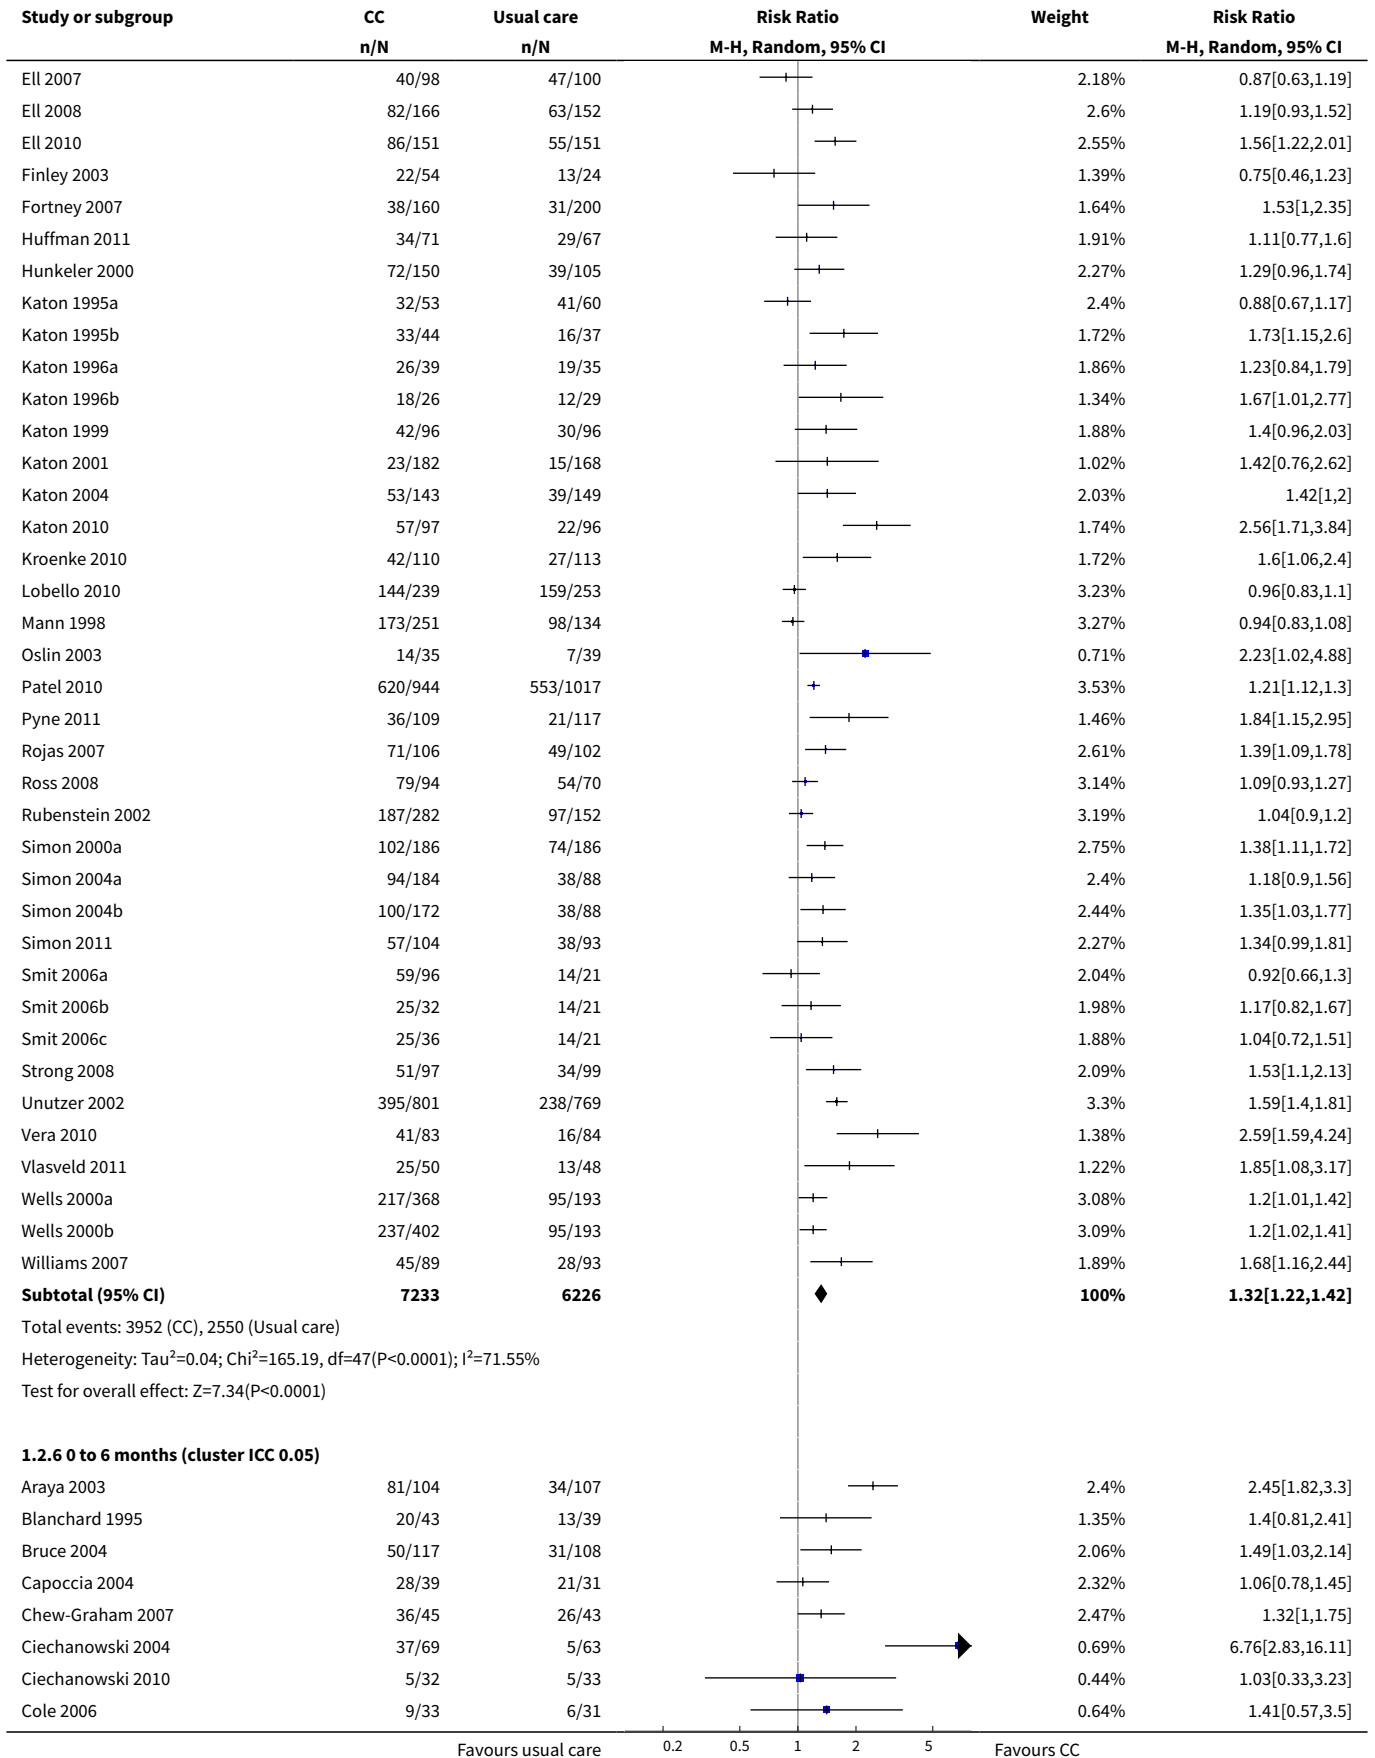 Study or subgroup CC Usual care Risk Ratio Weight Risk Ratio
n/N n/N M-H, Random, 95% CI M-H, Random, 95% CI
Ell 2007 40/98 47/100 2.18% 0.87[0.63,1.19]
Ell 2008 82/166 63/152 2.6% 1.19[0.93,1.52]
Ell 2010 86/151 55/151 2.55% 1.56[1.22,2.01]
Finley 2003 22/54 13/24 1.39% 0.75[0.46,1.23]
Fortney 2007 38/160 31/200 1.64% 1.53[1,2.35]
Huffman 2011 34/71 29/67 1.91% 1.11[0.77,1.6]
Hunkeler 2000 72/150 39/105 2.27% 1.29[0.96,1.74]
Katon 1995a 32/53 41/60 2.4% 0.88[0.67,1.17]
Katon 1995b 33/44 16/37 1.72% 1.73[1.15,2.6]
Katon 1996a 26/39 19/35 1.86% 1.23[0.84,1.79]
Katon 1996b 18/26 12/29 1.34% 1.67[1.01,2.77]
Katon 1999 42/96 30/96 1.88% 1.4[0.96,2.03]
Katon 2001 23/182 15/168 1.02% 1.42[0.76,2.62]
Katon 2004 53/143 39/149 2.03% 1.42[1,2]
Katon 2010 57/97 22/96 1.74% 2.56[1.71,3.84]
Kroenke 2010 42/110 27/113 1.72% 1.6[1.06,2.4]
Lobello 2010 144/239 159/253 3.23% 0.96[0.83,1.1]
Mann 1998 173/251 98/134 3.27% 0.94[0.83,1.08]
Oslin 2003 14/35 7/39 0.71% 2.23[1.02,4.88]
Patel 2010 620/944 553/1017 3.53% 1.21[1.12,1.3]
Pyne 2011 36/109 21/117 1.46% 1.84[1.15,2.95]
Rojas 2007 71/106 49/102 2.61% 1.39[1.09,1.78]
Ross 2008 79/94 54/70 3.14% 1.09[0.93,1.27]
Rubenstein 2002 187/282 97/152 3.19% 1.04[0.9,1.2]
Simon 2000a 102/186 74/186 2.75% 1.38[1.11,1.72]
Simon 2004a 94/184 38/88 2.4% 1.18[0.9,1.56]
Simon 2004b 100/172 38/88 2.44% 1.35[1.03,1.77]
Simon 2011 57/104 38/93 2.27% 1.34[0.99,1.81]
Smit 2006a 59/96 14/21 2.04% 0.92[0.66,1.3]
Smit 2006b 25/32 14/21 1.98% 1.17[0.82,1.67]
Smit 2006c 25/36 14/21 1.88% 1.04[0.72,1.51]
Strong 2008 51/97 34/99 2.09% 1.53[1.1,2.13]
Unutzer 2002 395/801 238/769 3.3% 1.59[1.4,1.81]
Vera 2010 41/83 16/84 1.38% 2.59[1.59,4.24]
Vlasveld 2011 25/50 13/48 1.22% 1.85[1.08,3.17]
Wells 2000a 217/368 95/193 3.08% 1.2[1.01,1.42]
Wells 2000b 237/402 95/193 3.09% 1.2[1.02,1.41]
Williams 2007 45/89 28/93 1.89% 1.68[1.16,2.44]
Subtotal (95% CI) 7233 6226 100% 1.32[1.22,1.42]
Total events: 3952 (CC), 2550 (Usual care)
Heterogeneity: Tau²=0.04; Chi²=165.19, df=47(P<0.0001); I²=71.55%
Test for overall effect: Z=7.34(P<0.0001)
1.2.6 0 to 6 months (cluster ICC 0.05)
Araya 2003 81/104 34/107 2.4% 2.45[1.82,3.3]
Blanchard 1995 20/43 13/39 1.35% 1.4[0.81,2.41]
Bruce 2004 50/117 31/108 2.06% 1.49[1.03,2.14]
Capoccia 2004 28/39 21/31 2.32% 1.06[0.78,1.45]
Chew-Graham 2007 36/45 26/43 2.47% 1.32[1,1.75]
Ciechanowski 2004 37/69 5/63 0.69% 6.76[2.83,16.11]
Ciechanowski 2010 5/32 5/33 0.44% 1.03[0.33,3.23]
Cole 2006 9/33 6/31 0.64% 1.41[0.57,3.5]
Favours usual care 0.2 0.5 1 2 5 Favours CC